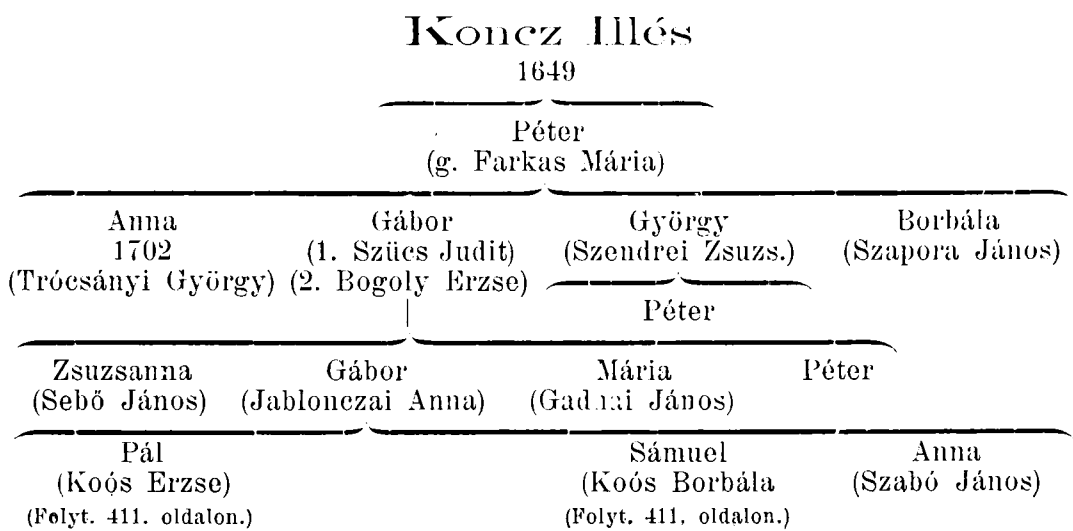 Koncz Illés
1649
Péter
(g. Farkas Mária)
Anna Gábor György Borbála
1702 (1. Szücs Judit) (Szendrei Zsuzs.) (Szapora János)
(Trócsányi György) (2. Bogoly Erzse)
Péter
Zsuzsanna Gábor Mária Péter
(Sebő János) (Jablonczai Anna) (Gadnai János)
Pál Sámuel Anna
(Koós Erzse) (Koós Borbála (Szabó János)
(Folyt. 411. oldalon.) (Folyt. 411, oldalon.)